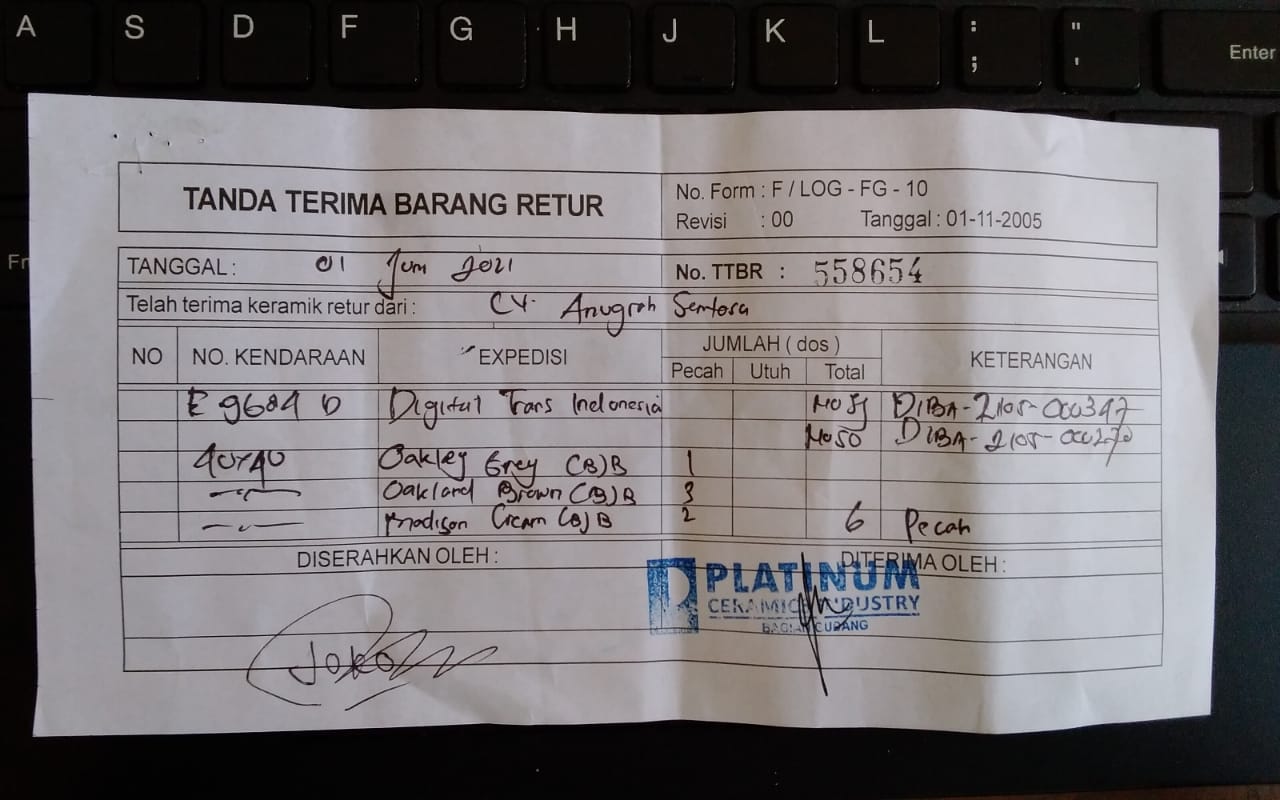 A S D F G H J K L : ; " ' Enter
Fn
TANDA TERIMA BARANG RETUR
No. Form : F / LOG - FG - 10
Revisi : 00 Tanggal : 01-11-2005
TANGGAL : 01 Juni 2021 No. TTBR : 558654
Telah terima keramik retur dari : CV. Anugrah Sentosa
NO NO. KENDARAAN EXPEDISI JUMLAH ( dos ) KETERANGAN
Pecah Utuh Total
E 9684 D Digital Trans Indonesia DIBA-2105-000347
DIBA-2105-000270
40x40 Oakley Grey (B)B 1
Oakland Brown (B)B 3
Madison Cream (B)B 2 6 Pecah
DISERAHKAN OLEH : DITERIMA OLEH :
PLATINUM
CERAMICS INDUSTRY
BAGIAN GUDANG
JOKO